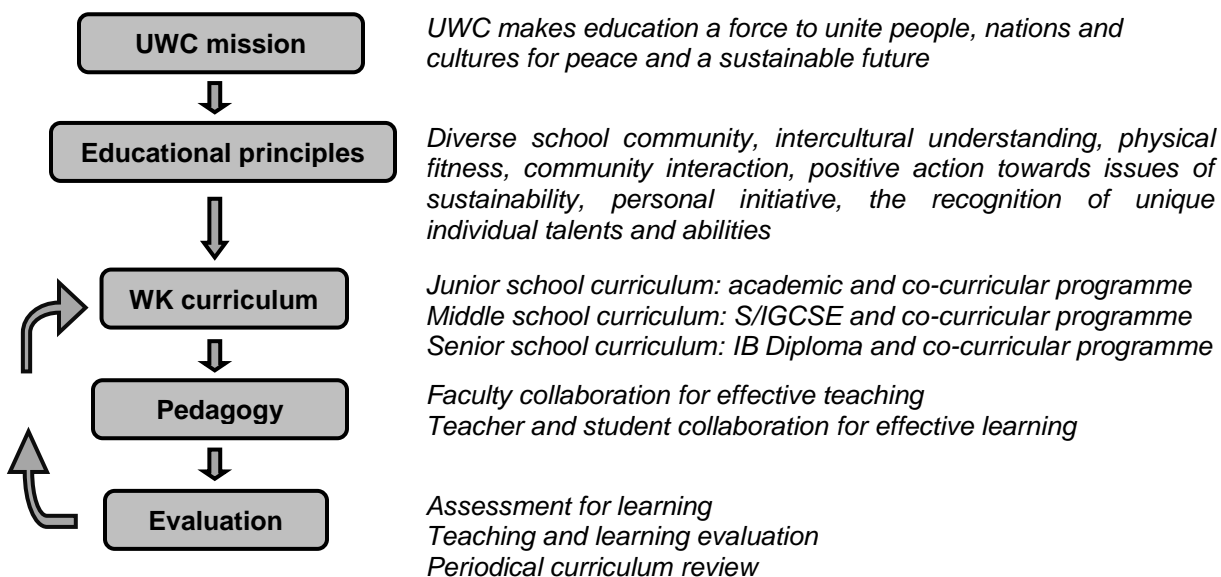 UWC mission
UWC makes education a force to unite people, nations and
cultures for peace and a sustainable future
Educational principles
Diverse school community, intercultural understanding, physical
fitness, community interaction, positive action towards issues of
sustainability, personal initiative, the recognition of unique
individual talents and abilities
WK curriculum
Junior school curriculum: academic and co-curricular programme
Middle school curriculum: S/IGCSE and co-curricular programme
Senior school curriculum: IB Diploma and co-curricular programme
Pedagogy
Faculty collaboration for effective teaching
Teacher and student collaboration for effective learning
Evaluation
Assessment for learning
Teaching and learning evaluation
Periodical curriculum review